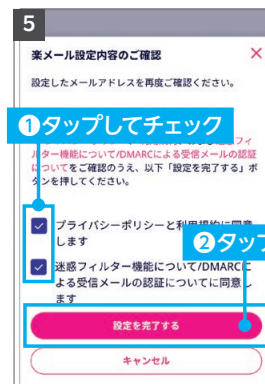 5
楽メール設定内容のご確認
×
設定したメールアドレスを再度ご確認ください。
❶タップしてチェック
フィ
ルター機能について/DMARCによる受信メールの認証
についてをご確認のうえ、以下「設定を完了する」ボ
タンを押してください。
プライバシーポリシーと利用規約に同意
します
❷タップ
迷惑フィルター機能について/DMARCに
よる受信メールの認証についてに同意し
ます
設定を完了する
キャンセル